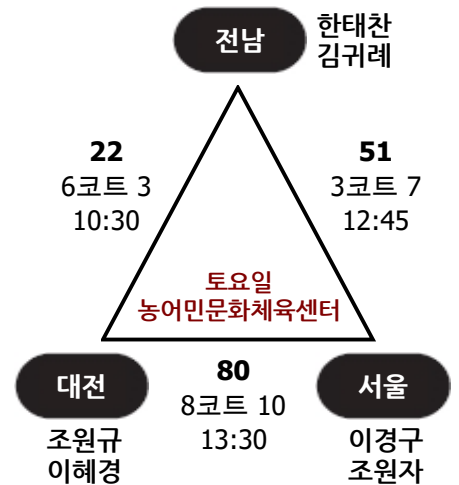 전남
한태찬
김귀례
22
6코트 3
10:30
51
3코트 7
12:45
토요일
농어민문화체육센터
대전
조원규
이혜경
80
8코트 10
13:30
서울
이경구
조원자